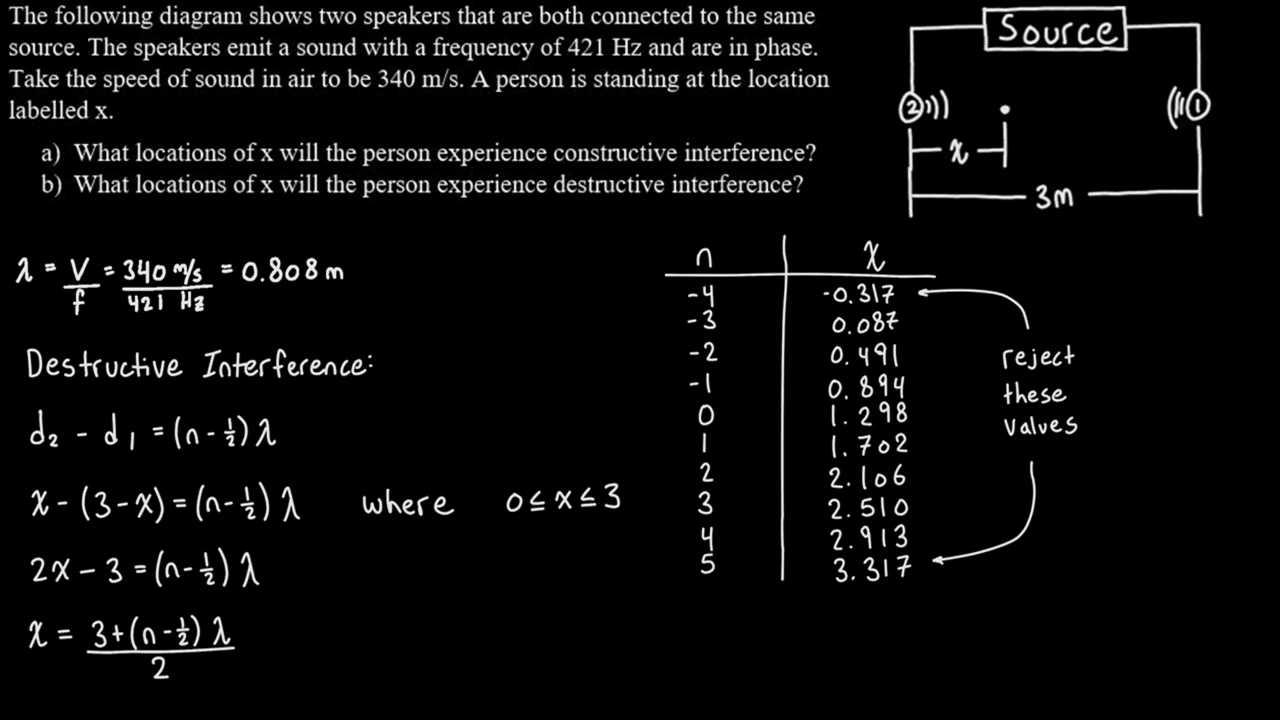 The following diagram shows two speakers that are both connected to the same
source. The speakers emit a sound with a frequency of 421 Hz and are in phase.
Take the speed of sound in air to be 340 m/s. A person is standing at the location
labelled x.
a) What locations of x will the person experience constructive interference?
b) What locations of x will the person experience destructive interference?
Source
2
1
x
3m
λ = V/f = 340 m/s / 421 Hz = 0.808 m
Destructive Interference:
d₂ - d₁ = (n - 1/2) λ
x - (3 - x) = (n - 1/2) λ where 0 ≤ x ≤ 3
2x - 3 = (n - 1/2) λ
x = 3 + (n - 1/2) λ / 2
n x
-4 -0.317
-3 0.087
-2 0.491
-1 0.894
0 1.298
1 1.702
2 2.106
3 2.510
4 2.913
5 3.317
reject
these
values